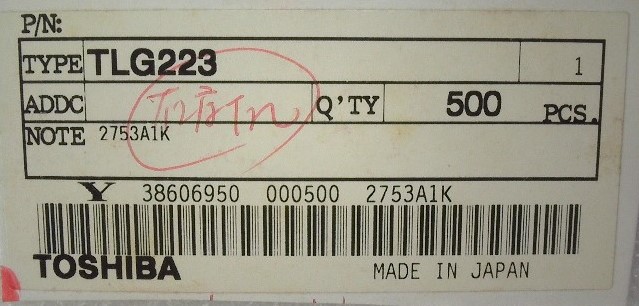 P/N:
TYPE TLG223 1
ADDC Q'TY 500 PCS.
NOTE 2753A1K
Y 38606950 000500 2753A1K
TOSHIBA MADE IN JAPAN